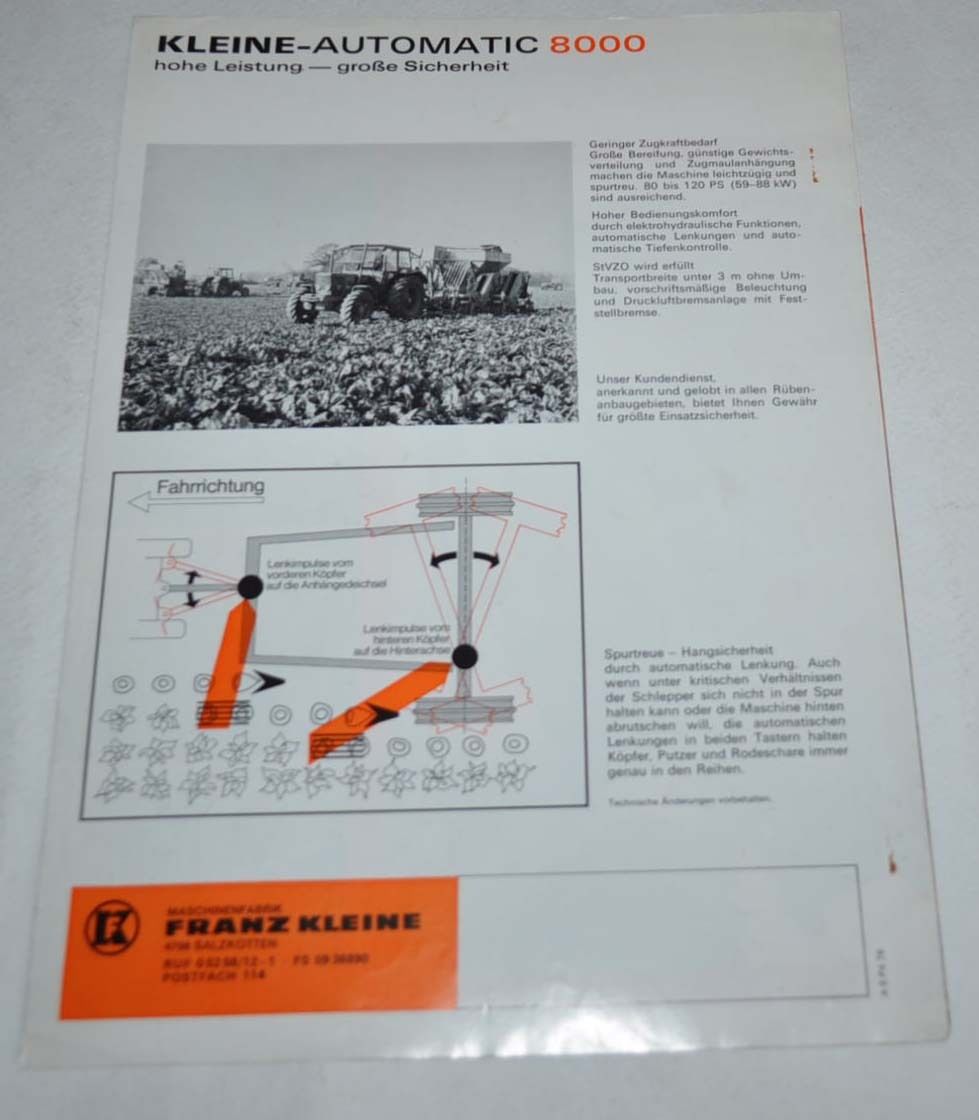 KLEINE-AUTOMATIC 8000
hohe Leistung — große Sicherheit
Geringer Zugkraftbedarf
Große Bereifung, günstige Gewichts-
verteilung und Zugmaulanhängung
machen die Maschine leichtzügig und
spurtreu. 80 bis 120 PS (59–88 kW)
sind ausreichend.
Hoher Bedienungskomfort
durch elektrohydraulische Funktionen,
automatische Lenkungen und auto-
matische Tiefenkontrolle.
StVZO wird erfüllt
Transportbreite unter 3 m ohne Um-
bau, vorschriftsmäßige Beleuchtung
und Druckluftbremsanlage mit Fest-
stellbremse.
Unser Kundendienst,
anerkannt und gelobt in allen Rüben-
anbaugebieten, bietet Ihnen Gewähr
für größte Einsatzsicherheit.
Fahrrichtung
Lenkimpulse vom
vorderen Köpfer
auf die Anhängedeichsel
Lenkimpulse vom
hinteren Köpfer
auf die Hinterachse
Spurtreue – Hangsicherheit
durch automatische Lenkung. Auch
wenn unter kritischen Verhältnissen
der Schlepper sich nicht in der Spur
halten kann oder die Maschine hinten
abrutschen will, die automatischen
Lenkungen in beiden Tastern halten
Köpfer, Putzer und Rodeschare immer
genau in den Reihen.
Technische Änderungen vorbehalten.
MASCHINENFABRIK
FRANZ KLEINE
4796 SALZKOTTEN
POSTFACH 114